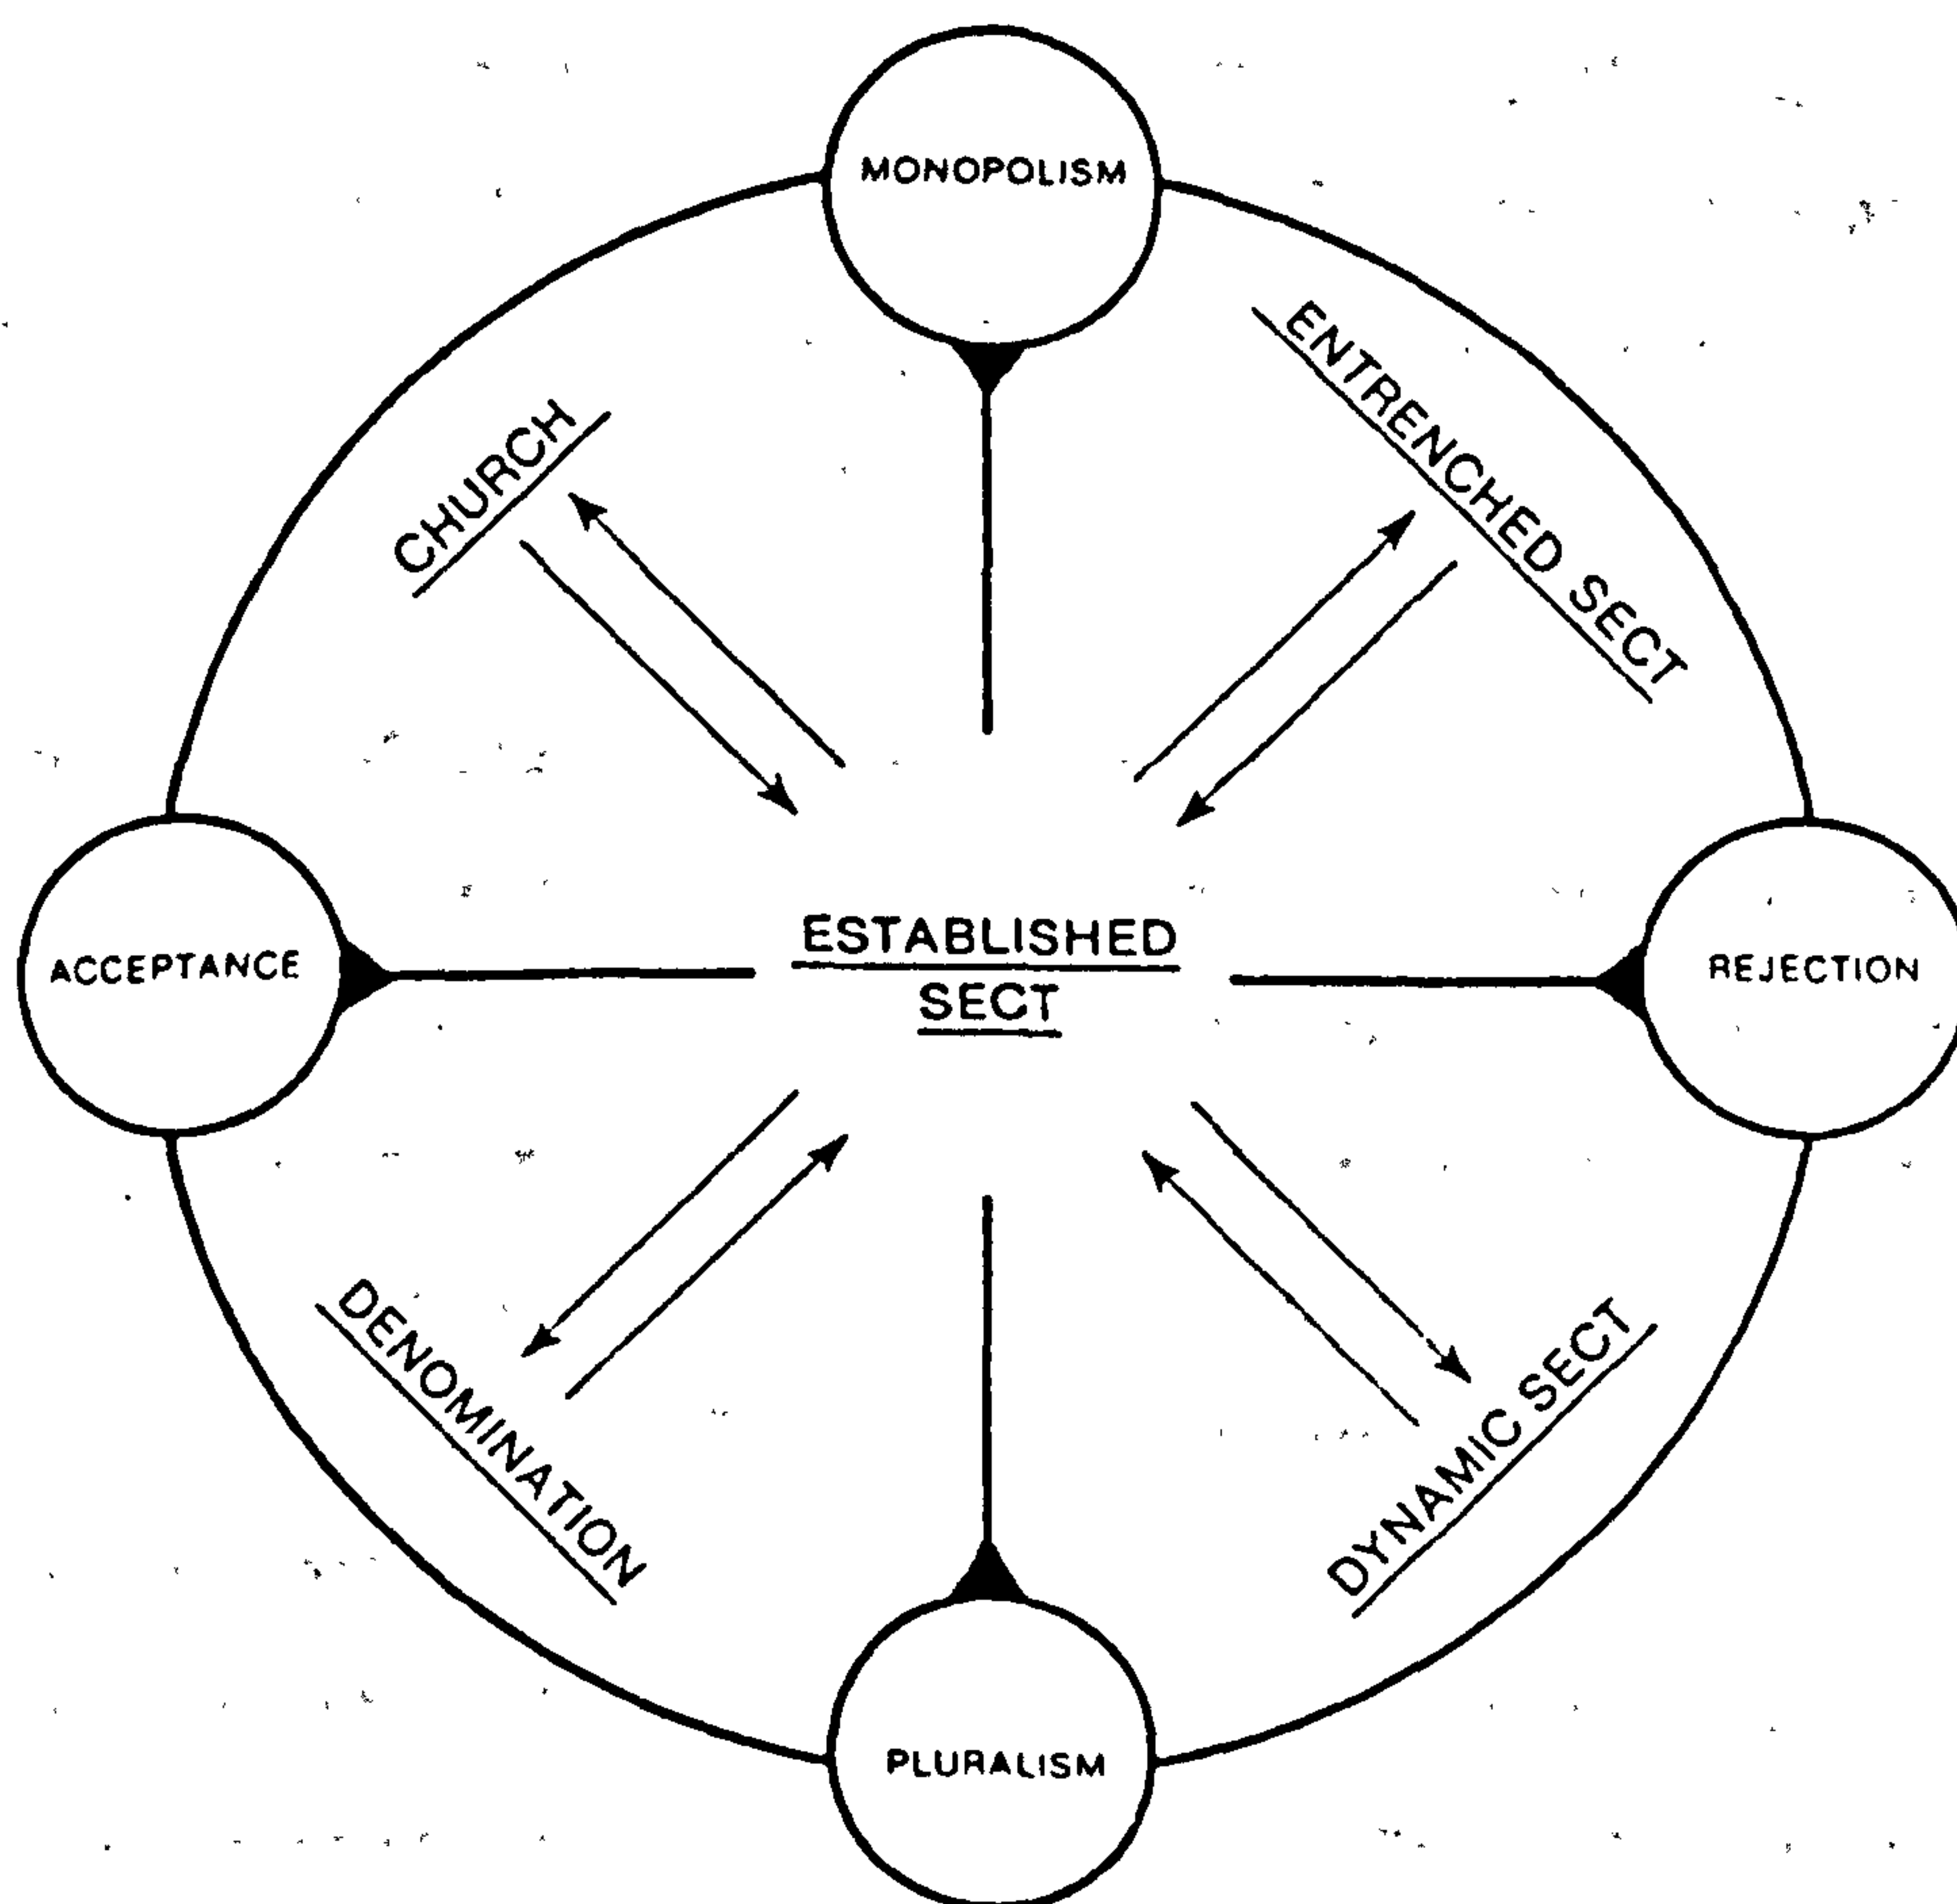 MONOPOLISM
CHURCH
ENTRENCHED SECT
ACCEPTANCE
ESTABLISHED
SECT
REJECTION
DENOMINATION
DYNAMIC SECT
PLURALISM